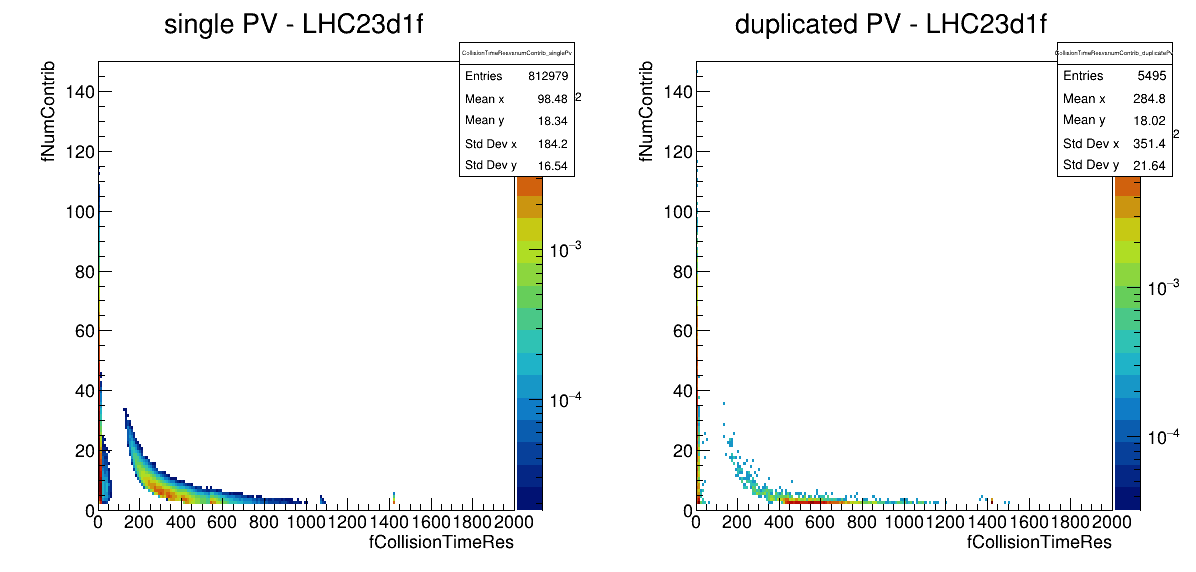 single PV - LHC23d1f
CollisionTimeResvsnumContrib_singlePv
Entries 812979
Mean x 98.48
Mean y 18.34
Std Dev x 184.2
Std Dev y 16.54
2
fNumContrib
140
120
100
80
60
40
20
0
10−3
10−4
0 200 400 600 800 1000 1200 1400 1600 1800 2000
fCollisionTimeRes
duplicated PV - LHC23d1f
CollisionTimeResvsnumContrib_duplicatePv
Entries 5495
Mean x 284.8
Mean y 18.02
Std Dev x 351.4
Std Dev y 21.64
2
fNumContrib
140
120
100
80
60
40
20
0
10−3
10−4
0 200 400 600 800 1000 1200 1400 1600 1800 2000
fCollisionTimeRes